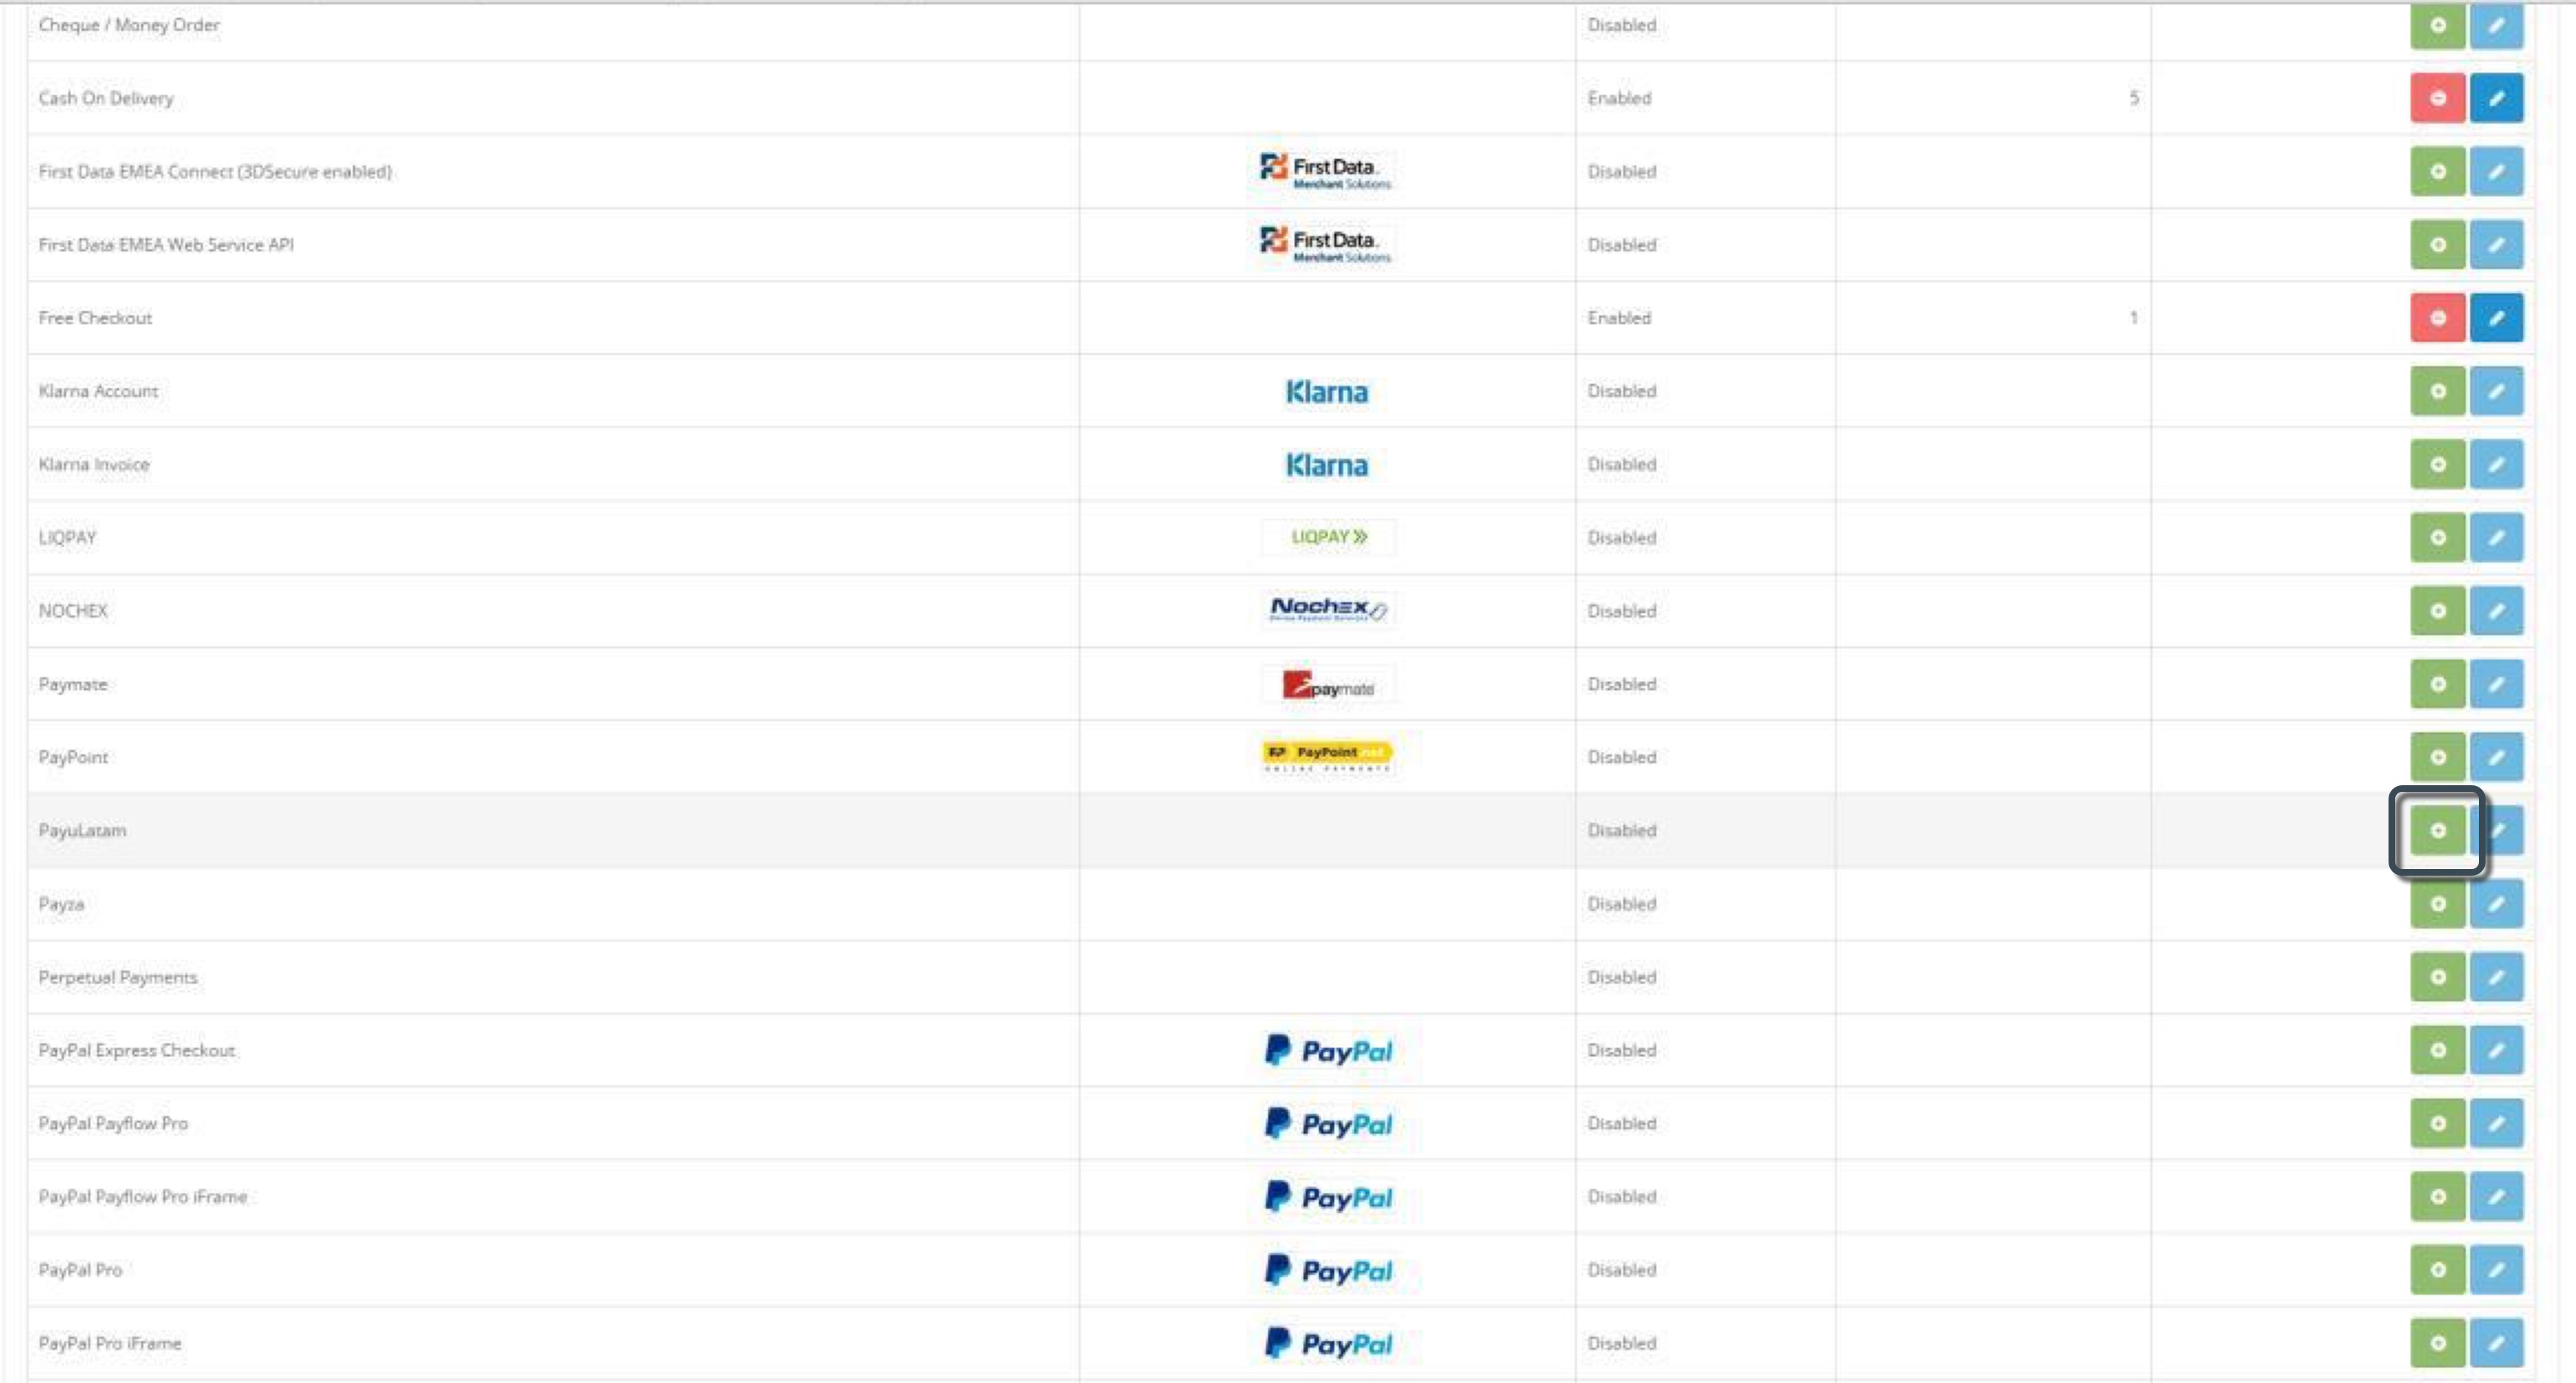 Cheque / Money Order Disabled
Cash On Delivery Enabled 5
First Data EMEA Connect (3DSecure enabled) First Data. Merchant Solutions Disabled
First Data EMEA Web Service API First Data. Merchant Solutions Disabled
Free Checkout Enabled 1
Klarna Account Klarna Disabled
Klarna Invoice Klarna Disabled
LIQPAY LIQPAY Disabled
NOCHEX Nochex Disabled
Paymate paymate Disabled
PayPoint PayPoint.net ONLINE PAYMENTS Disabled
PayuLatam Disabled
Payza Disabled
Perpetual Payments Disabled
PayPal Express Checkout PayPal Disabled
PayPal Payflow Pro PayPal Disabled
PayPal Payflow Pro iFrame PayPal Disabled
PayPal Pro PayPal Disabled
PayPal Pro iFrame PayPal Disabled